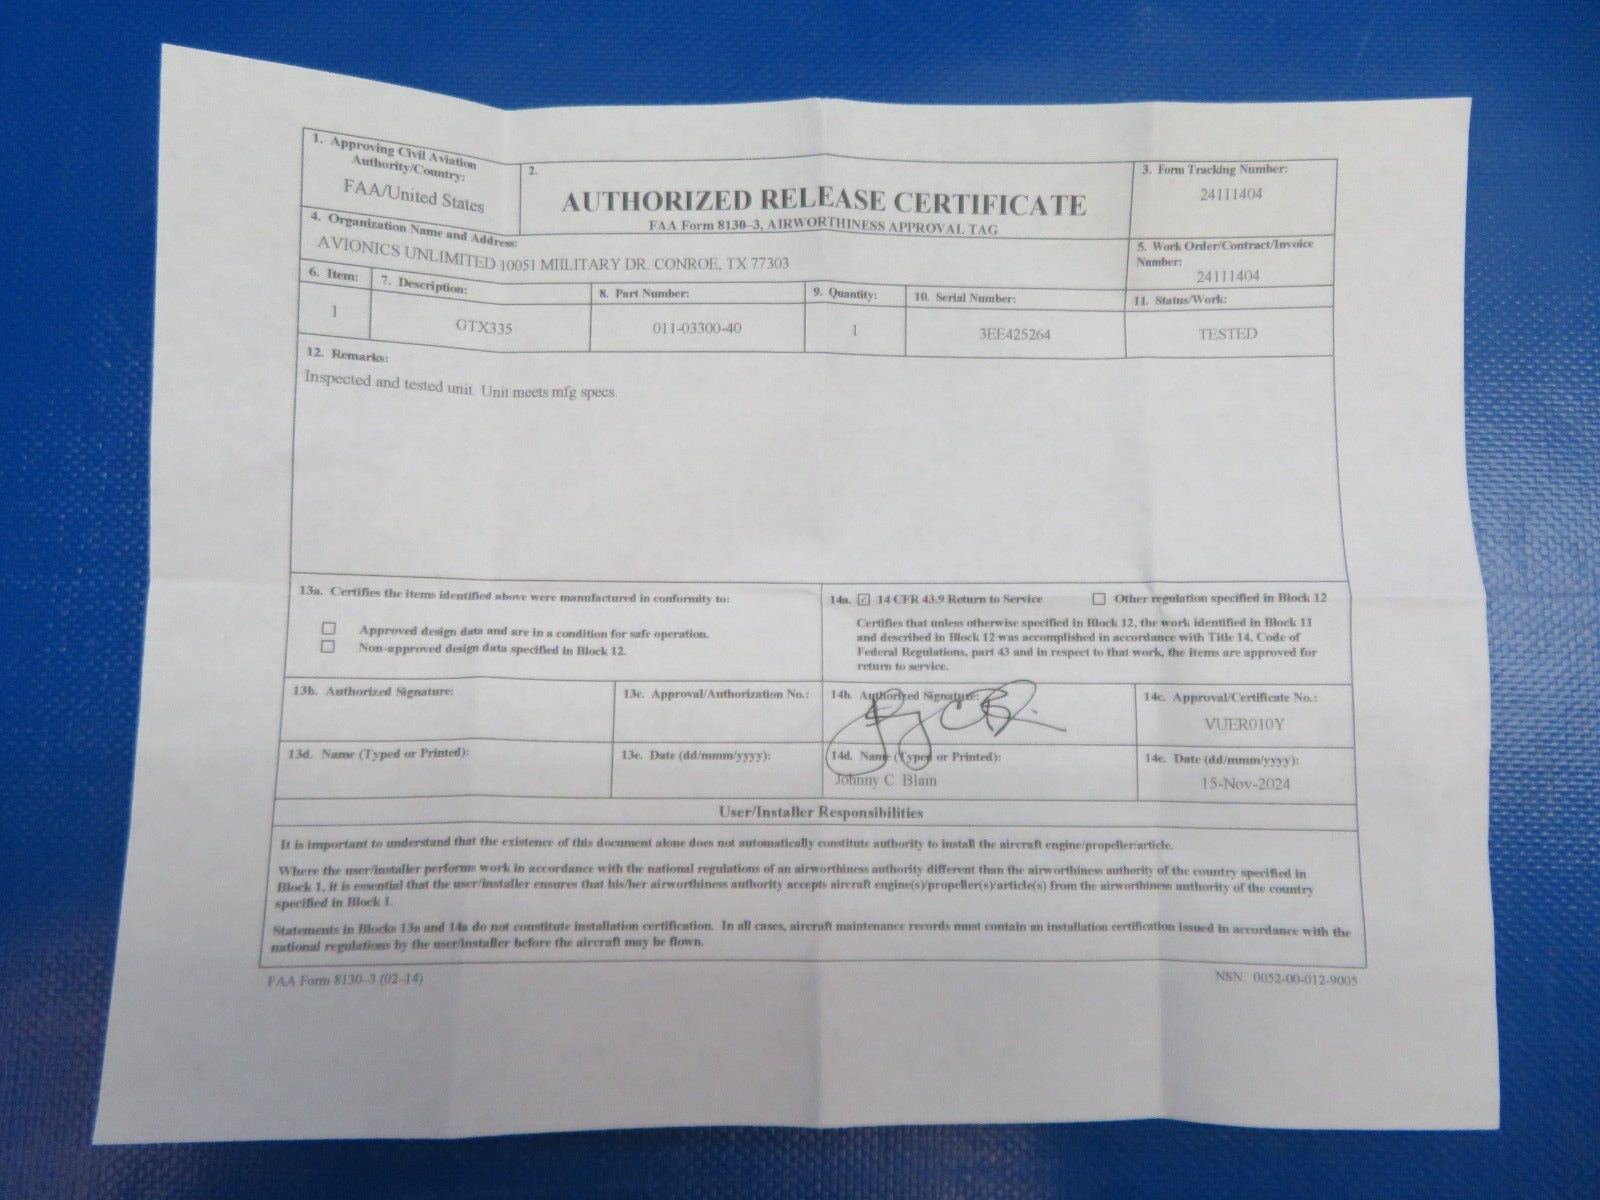 1. Approving Civil Aviation
Authority/Country:
FAA/United States
2.
AUTHORIZED RELEASE CERTIFICATE
FAA Form 8130–3, AIRWORTHINESS APPROVAL TAG
3. Form Tracking Number:
24111404
4. Organization Name and Address:
AVIONICS UNLIMITED 10051 MIILITARY DR. CONROE, TX 77303
5. Work Order/Contract/Invoice
Number:
24111404
6. Item:
1
7. Description:
GTX335
8. Part Number:
011-03300-40
9. Quantity:
1
10. Serial Number:
3EE425264
11. Status/Work:
TESTED
12. Remarks:
Inspected and tested unit. Unit meets mfg specs.
13a. Certifies the items identified above were manufactured in conformity to:
Approved design data and are in a condition for safe operation.
Non-approved design data specified in Block 12.
14a. ☑ 14 CFR 43.9 Return to Service ☐ Other regulation specified in Block 12
Certifies that unless otherwise specified in Block 12, the work identified in Block 11
and described in Block 12 was accomplished in accordance with Title 14, Code of
Federal Regulations, part 43 and in respect to that work, the items are approved for
return to service.
13b. Authorized Signature:
13c. Approval/Authorization No.:
14b. Authorized Signature:
14c. Approval/Certificate No.:
VUER010Y
13d. Name (Typed or Printed):
13e. Date (dd/mmm/yyyy):
14d. Name (Typed or Printed):
Johnny C. Blain
14e. Date (dd/mmm/yyyy):
15-Nov-2024
User/Installer Responsibilities
It is important to understand that the existence of this document alone does not automatically constitute authority to install the aircraft engine/propeller/article.
Where the user/installer performs work in accordance with the national regulations of an airworthiness authority different than the airworthiness authority of the country specified in
Block 1, it is essential that the user/installer ensures that his/her airworthiness authority accepts aircraft engine(s)/propeller(s)/article(s) from the airworthiness authority of the country
specified in Block 1.
Statements in Blocks 13a and 14a do not constitute installation certification. In all cases, aircraft maintenance records must contain an installation certification issued in accordance with the
national regulations by the user/installer before the aircraft may be flown.
FAA Form 8130–3 (02–14)
NSN: 0052-00-012-9005